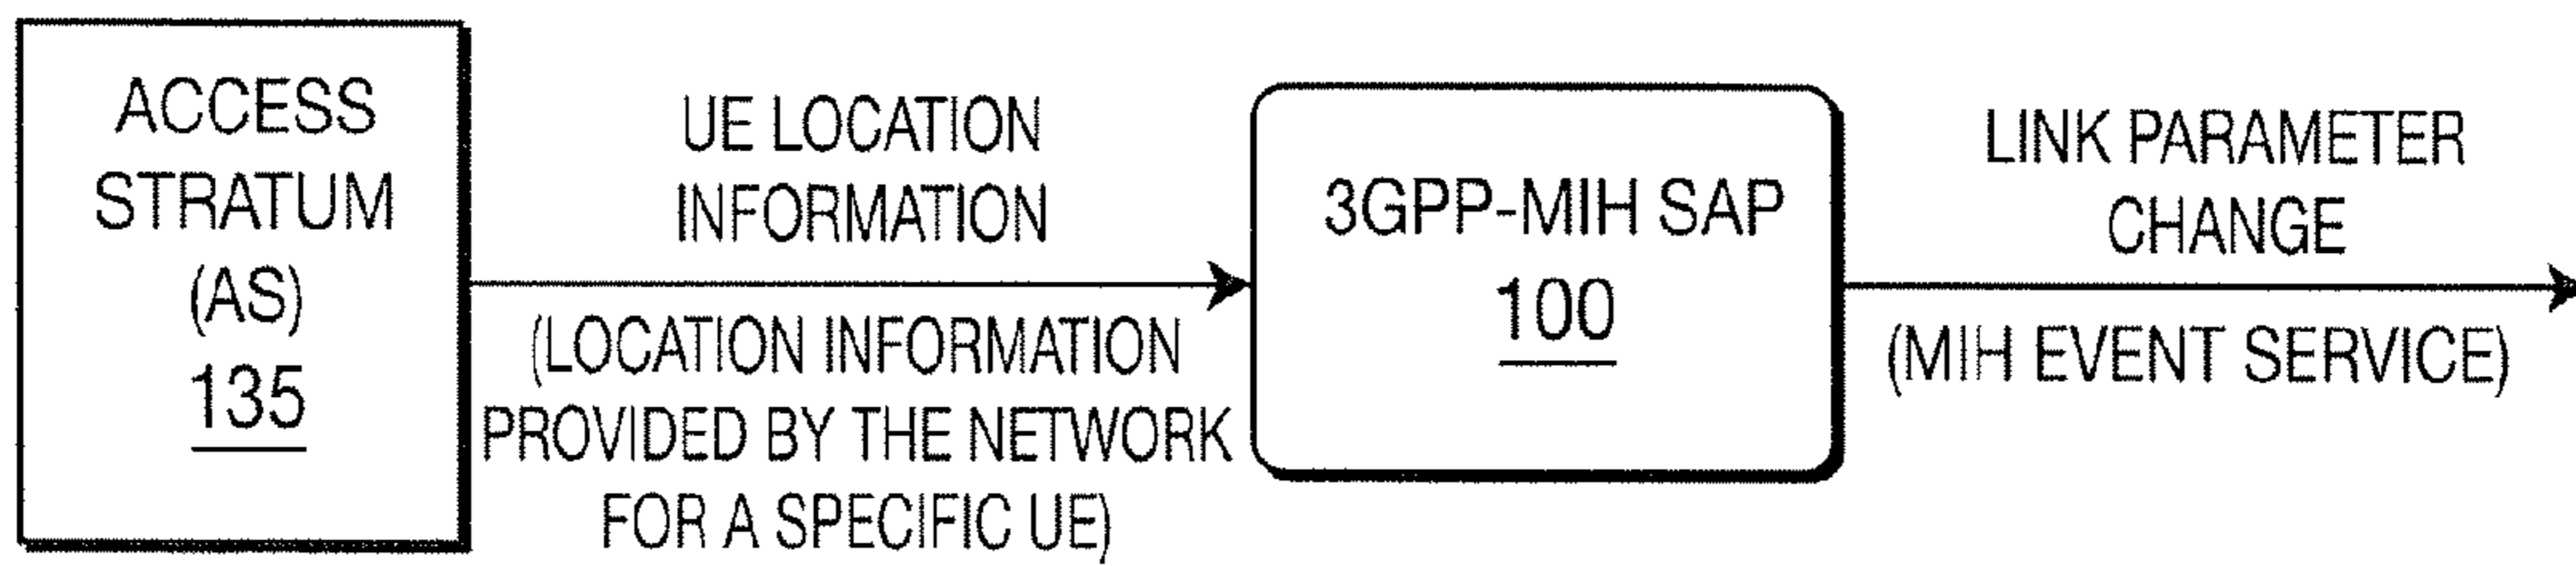 ACCESS
STRATUM
(AS)
135
UE LOCATION
INFORMATION
(LOCATION INFORMATION
PROVIDED BY THE NETWORK
FOR A SPECIFIC UE)
3GPP-MIH SAP
100
LINK PARAMETER
CHANGE
(MIH EVENT SERVICE)